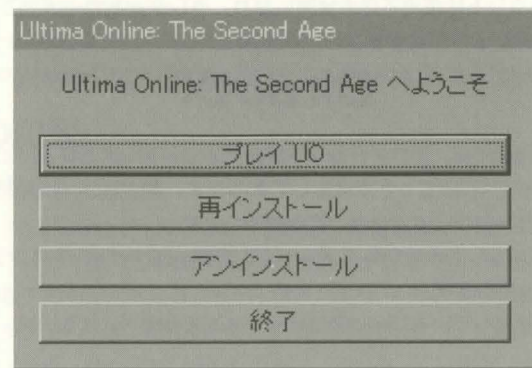 Ultima Online: The Second Age
Ultima Online: The Second Age へようこそ
プレイ UO
再インストール
アンインストール
終了